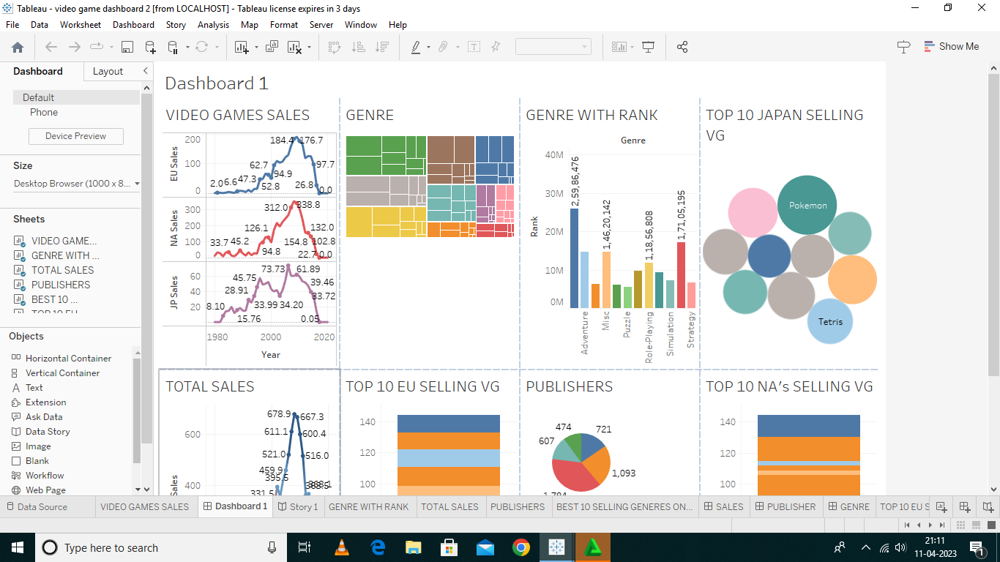 Tableau - video game dashboard 2 [from LOCALHOST] - Tableau license expires in 3 days
File Data Worksheet Dashboard Story Analysis Map Format Server Window Help
Show Me
Dashboard Layout
Default
Phone
Device Preview
Size
Desktop Browser (1000 x 8...
Sheets
VIDEO GAME...
GENRE WITH ...
TOTAL SALES
PUBLISHERS
BEST 10 ...
TOP 10 EU
Objects
Horizontal Container
Vertical Container
Text
Extension
Ask Data
Data Story
Image
Blank
Workflow
Web Page
Dashboard 1
VIDEO GAMES SALES
EU Sales
200
100
0
184.4 176.7
62.7
97.7
2.0 6.6 47.3 94.9
52.8 26.8 0.0
NA Sales
300
200
100
0
312.0 338.8
126.1 132.0
33.7 45.2 154.8 102.8
94.8 22.7 0.0
JP Sales
60
40
20
73.73 61.89
45.75 39.46
28.91 33.72
8.10 33.99 34.20
15.76 0.05
1980 2000 2020
Year
GENRE
GENRE WITH RANK
Genre
Rank
40M
30M
20M
10M
0M
2,59,86,476
1,46,20,142
1,18,56,808
1,71,05,195
Adventure
Misc
Puzzle
Role-Playing
Simulation
Strategy
TOP 10 JAPAN SELLING
VG
Pokemon
Tetris
TOTAL SALES
Sales
600
400
678.9 667.3
611.1 600.4
521.0 516.0
459.9
395.5
331.5
TOP 10 EU SELLING VG
140
120
100
PUBLISHERS
474 721
607
1,093
TOP 10 NA's SELLING VG
140
120
100
Data Source VIDEO GAMES SALES Dashboard 1 Story 1 GENRE WITH RANK TOTAL SALES PUBLISHERS BEST 10 SELLING GENERES ON... SALES PUBLISHER GENRE TOP 10 EU S
Type here to search
21:11
11-04-2023
1